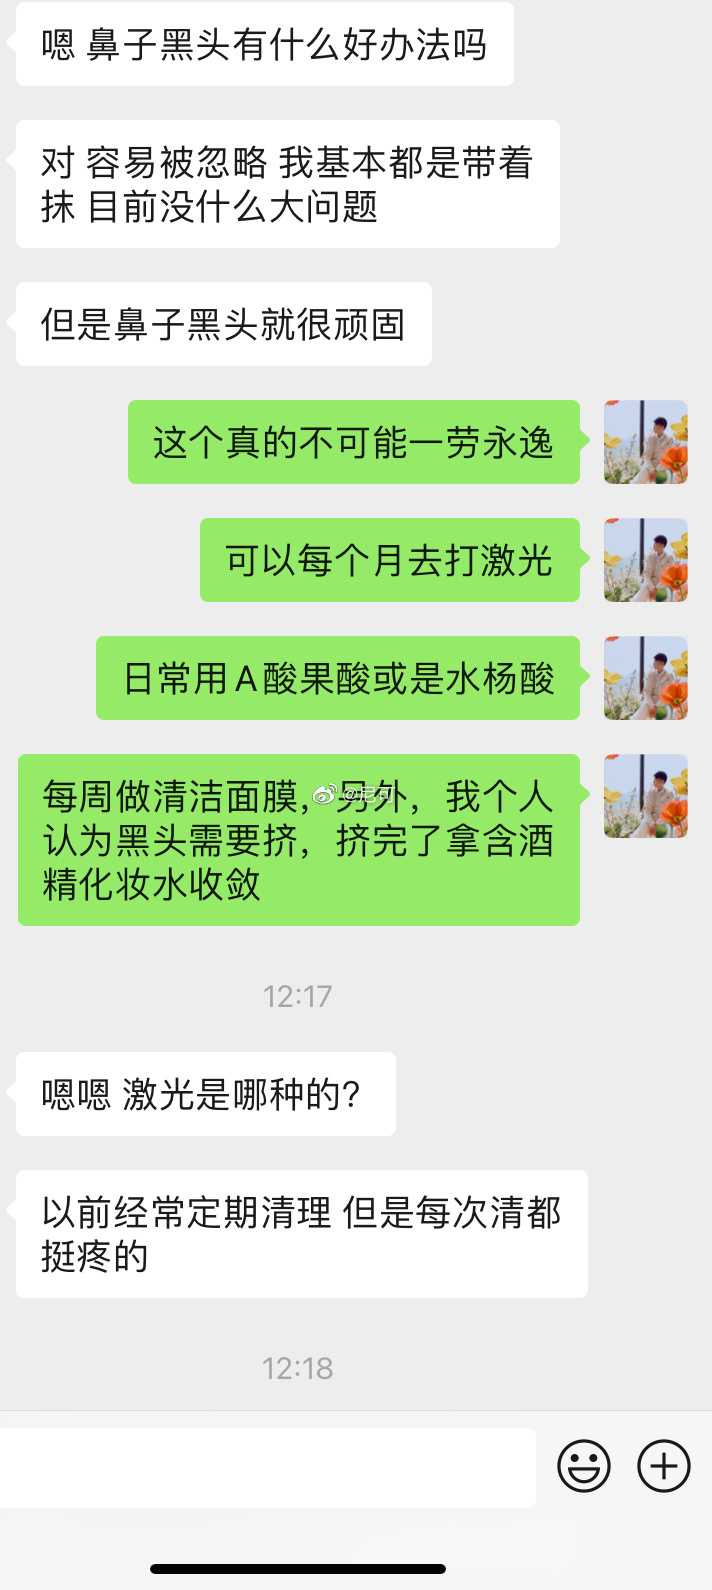 嗯 鼻子黑头有什么好办法吗
对 容易被忽略 我基本都是带着
抹 目前没什么大问题
但是鼻子黑头就很顽固
这个真的不可能一劳永逸
可以每个月去打激光
日常用A酸果酸或是水杨酸
每周做清洁面膜，另外，我个人
认为黑头需要挤，挤完了拿含酒
精化妆水收敛
@尼可
12:17
嗯嗯 激光是哪种的?
以前经常定期清理 但是每次清都
挺疼的
12:18